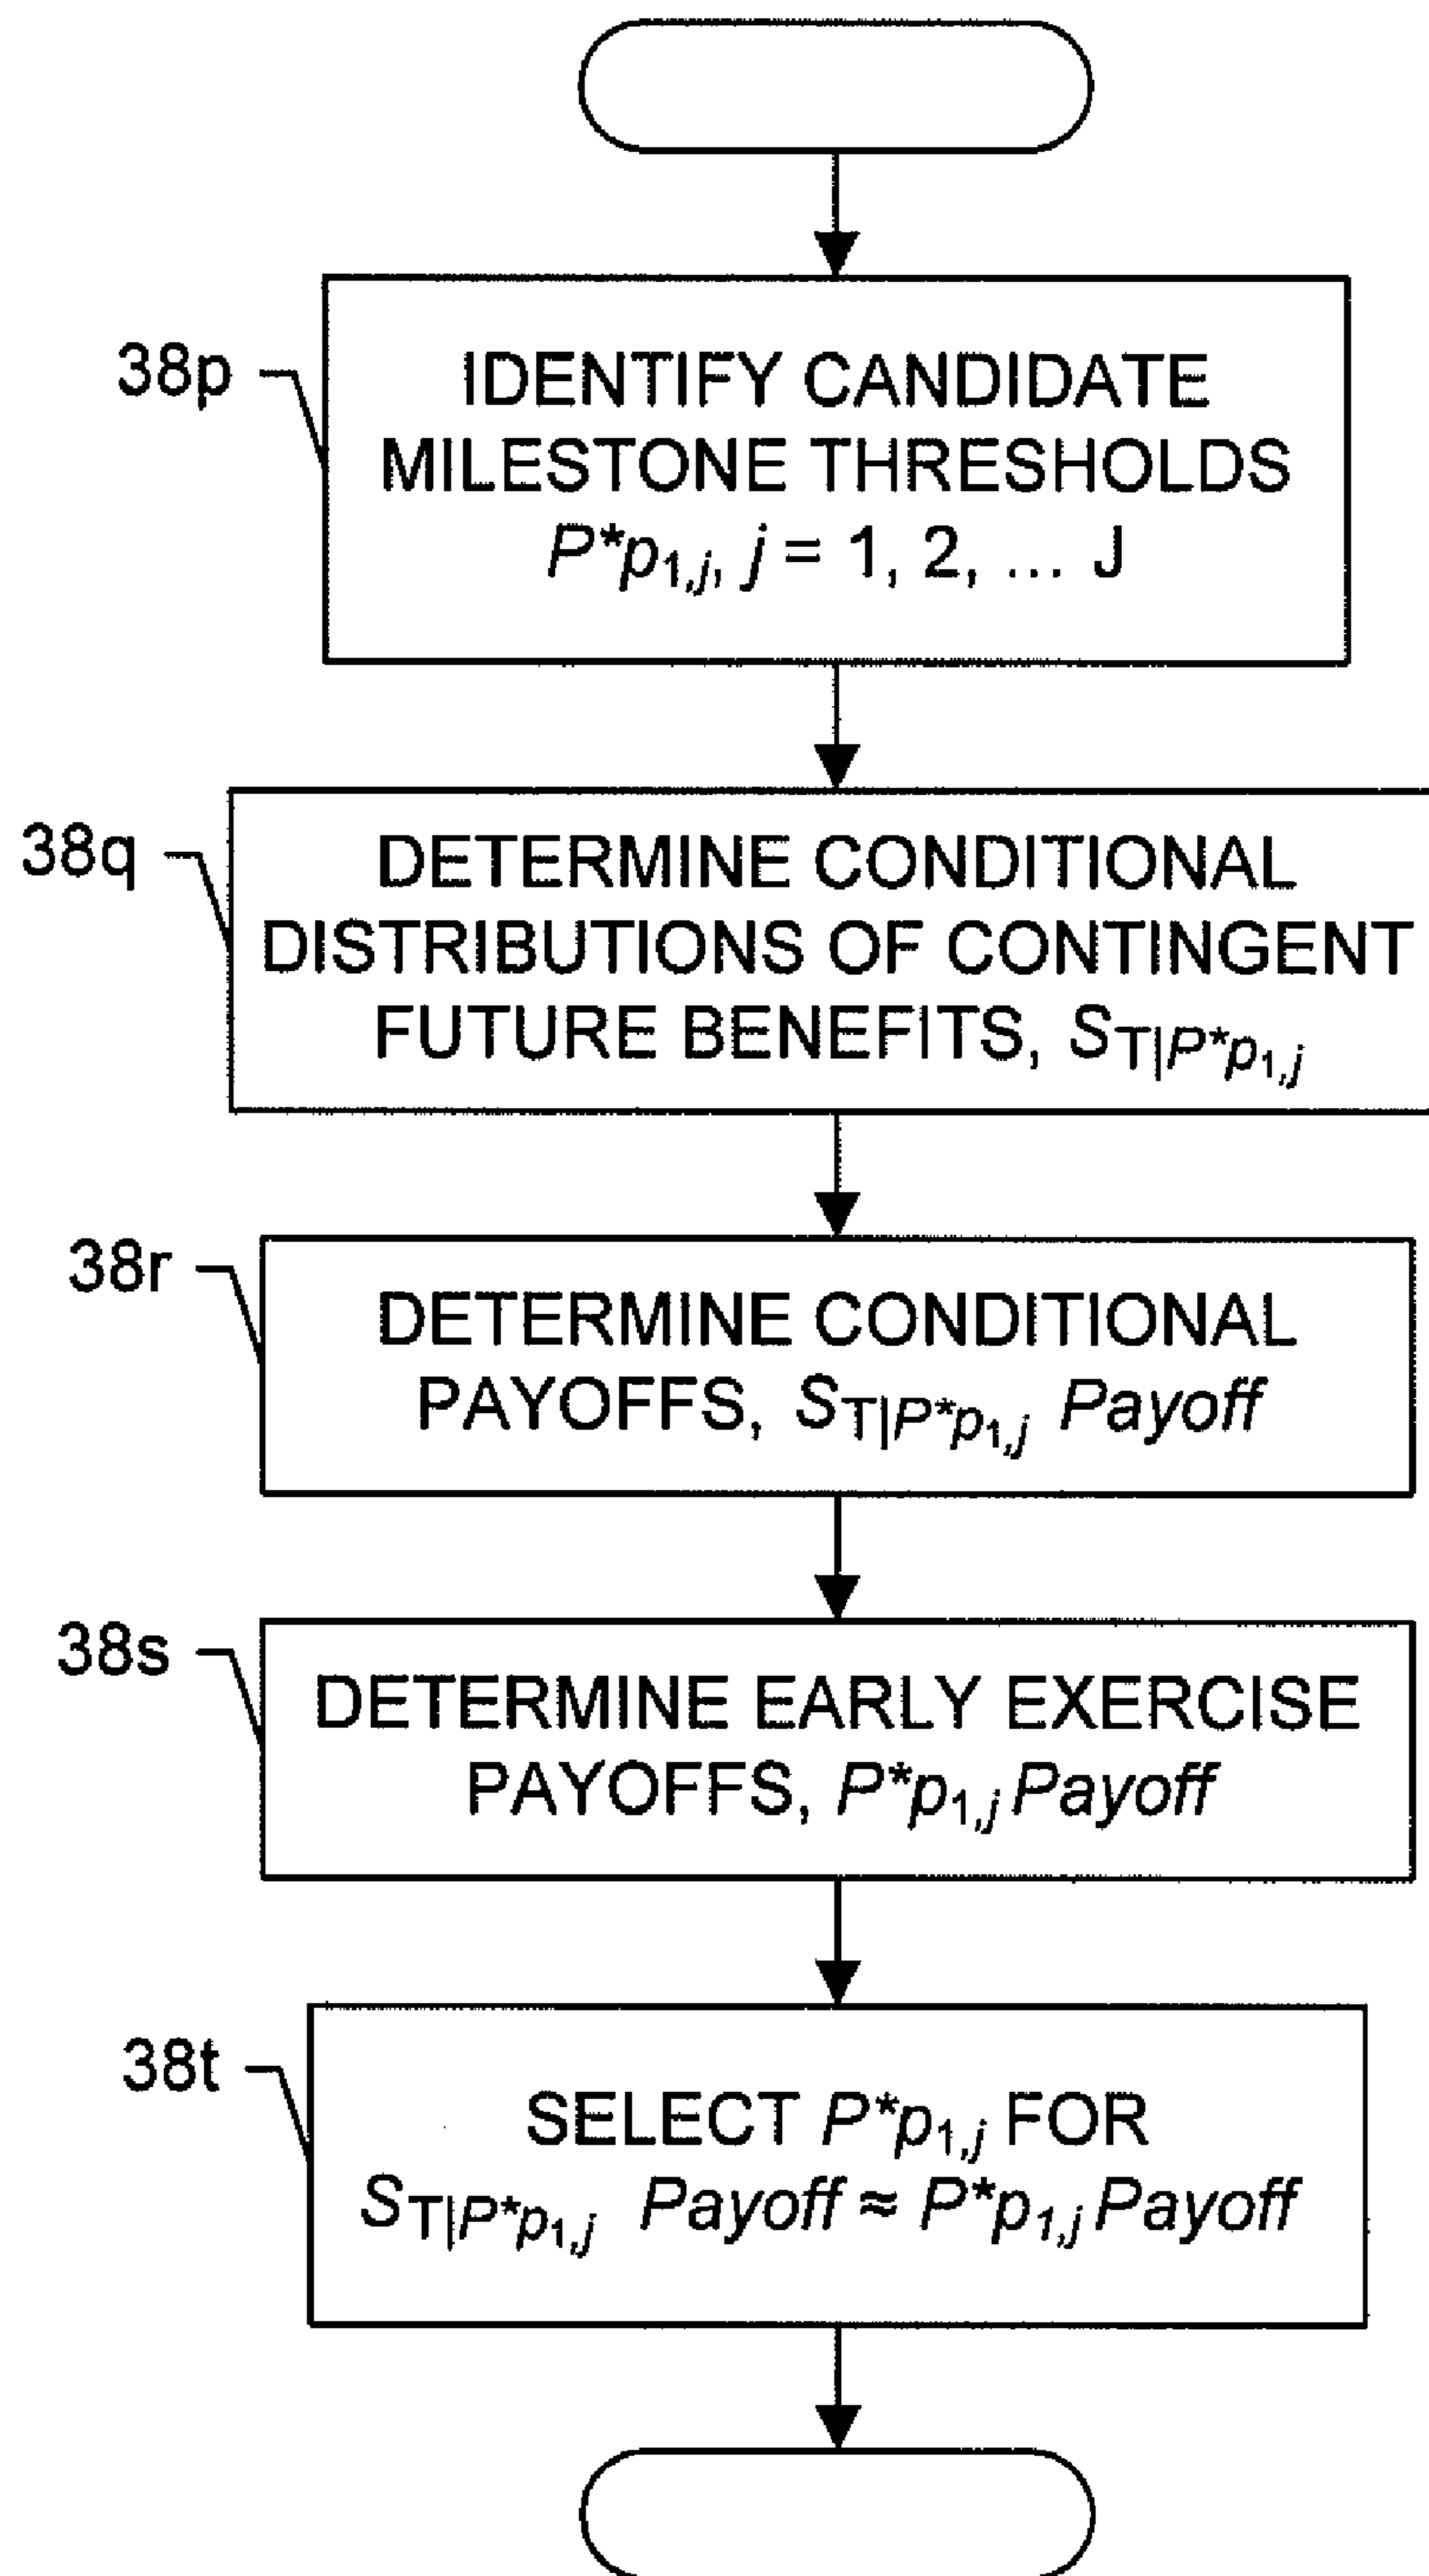 38p
IDENTIFY CANDIDATE
MILESTONE THRESHOLDS
P*p1,j, j = 1, 2, ... J
38q
DETERMINE CONDITIONAL
DISTRIBUTIONS OF CONTINGENT
FUTURE BENEFITS, ST|P*p1,j
38r
DETERMINE CONDITIONAL
PAYOFFS, ST|P*p1,j Payoff
38s
DETERMINE EARLY EXERCISE
PAYOFFS, P*p1,j Payoff
38t
SELECT P*p1,j FOR
ST|P*p1,j Payoff ≈ P*p1,j Payoff